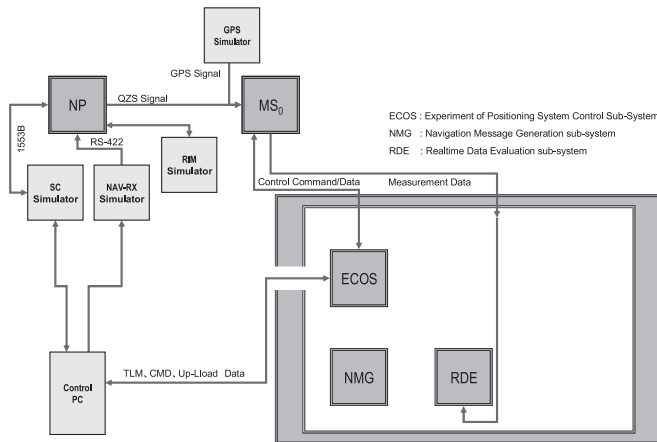 GPS
Simulator
GPS Signal
NP
QZS Signal
MS0
1553B
RS-422
ECOS : Experiment of Positioning System Control Sub-System
NMG : Navigation Message Generation sub-system
RDE : Realtime Data Evaluation sub-system
RIM
Simulator
SC
Simulator
NAV-RX
Simulator
Control Command/Data
Measurement Data
ECOS
TLM、CMD、Up-Lload Data
Control
PC
NMG
RDE